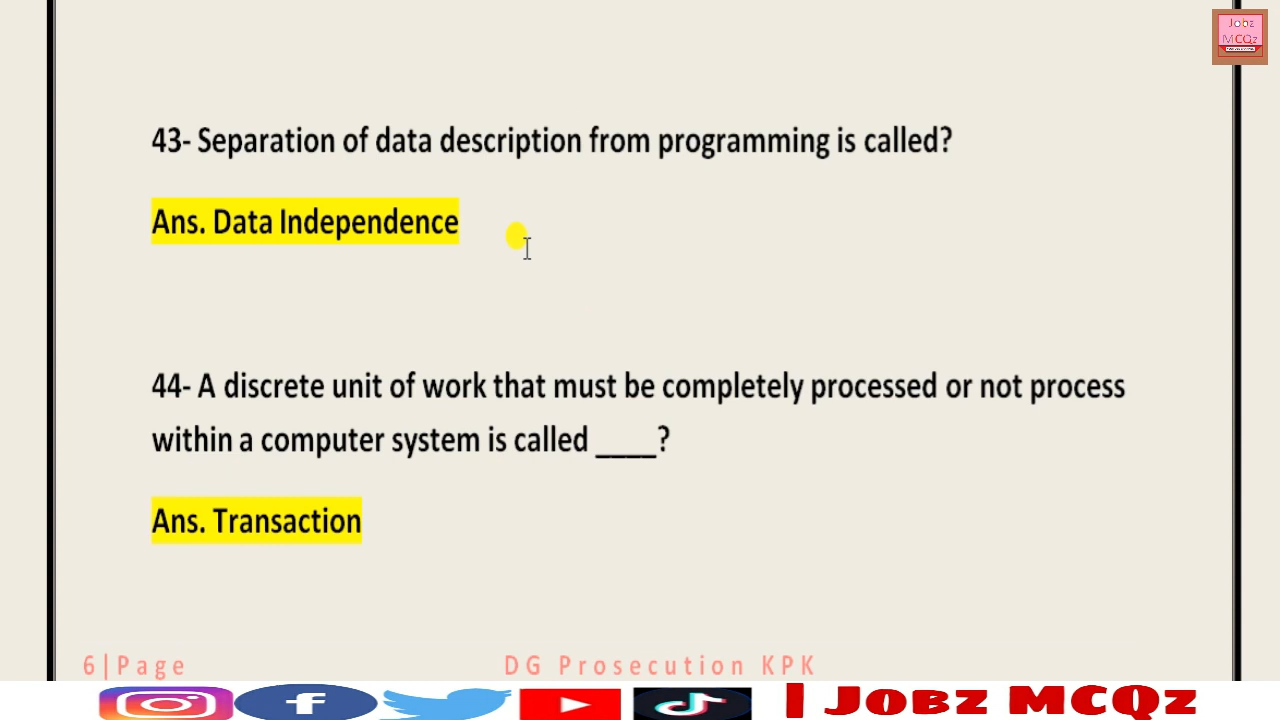 Jobz
MCQz
43- Separation of data description from programming is called?
Ans. Data Independence
44- A discrete unit of work that must be completely processed or not process
within a computer system is called ____?
Ans. Transaction
6|Page DG Prosecution KPK
| Jobz MCQz